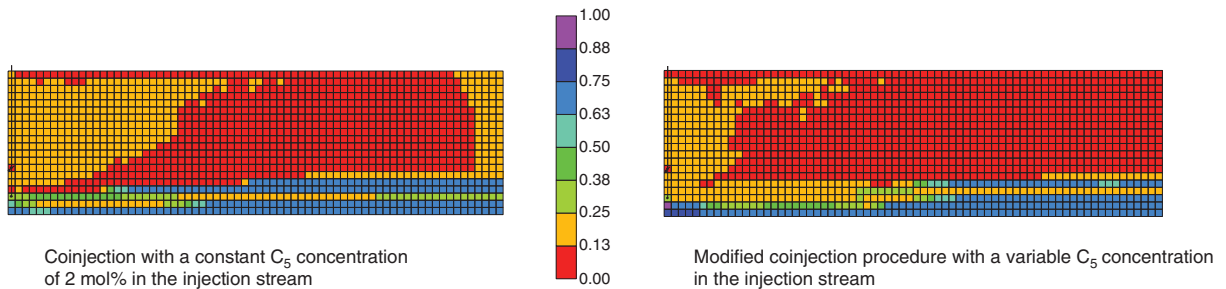 1.00
0.88
0.75
0.63
0.50
0.38
0.25
0.13
0.00
Coinjection with a constant C₅ concentration
of 2 mol% in the injection stream
Modified coinjection procedure with a variable C₅ concentration
in the injection stream